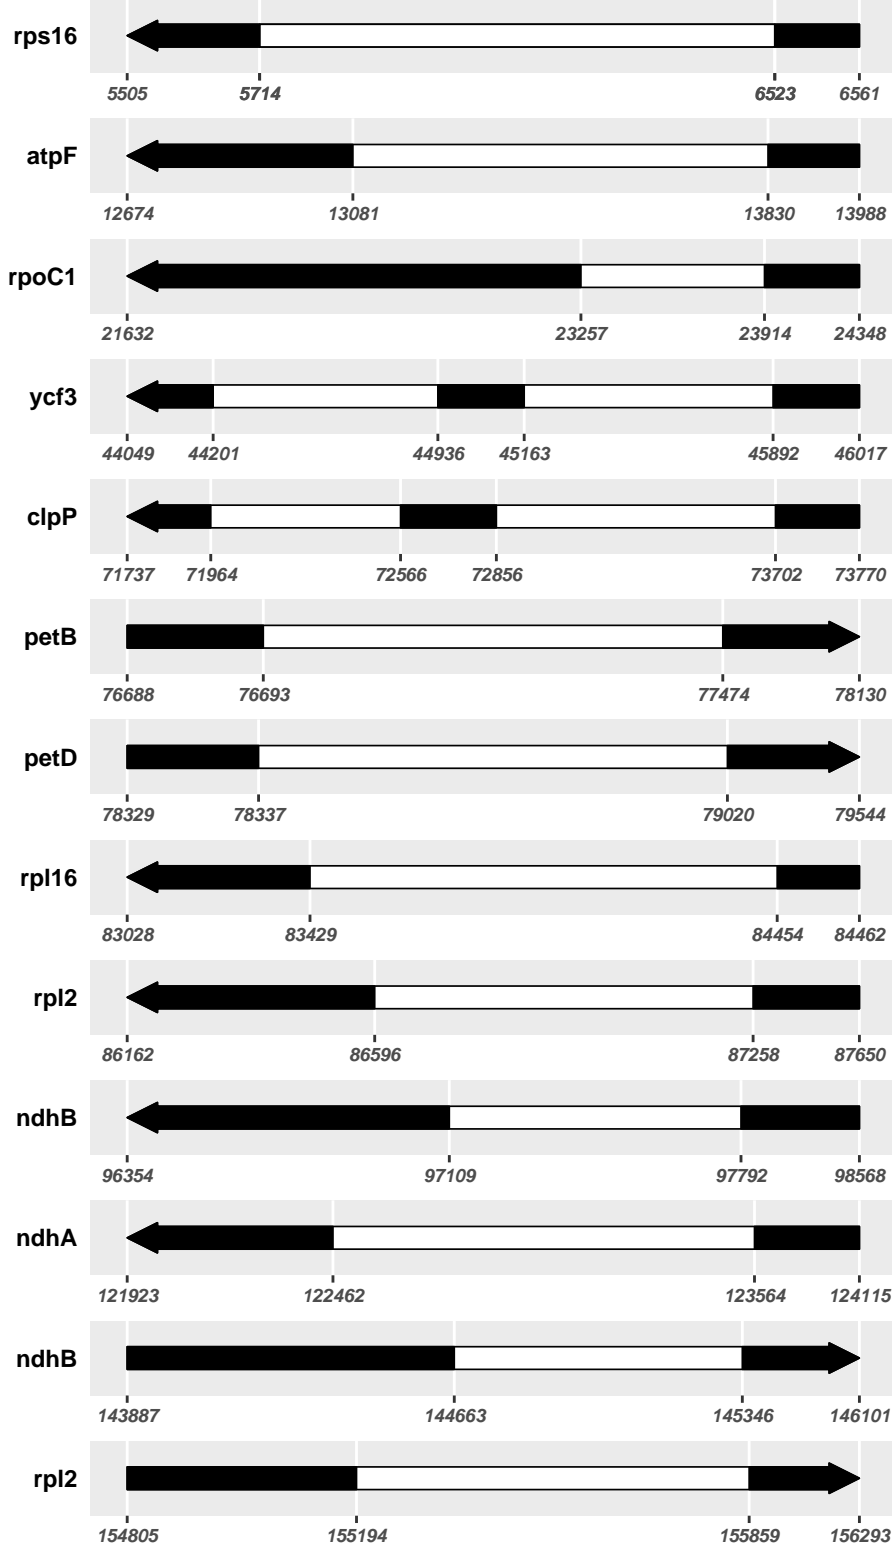 rps16
5505 5714 6523 6561
atpF
12674 13081 13830 13988
rpoC1
21632 23257 23914 24348
ycf3
44049 44201 44936 45163 45892 46017
clpP
71737 71964 72566 72856 73702 73770
petB
76688 76693 77474 78130
petD
78329 78337 79020 79544
rpl16
83028 83429 84454 84462
rpl2
86162 86596 87258 87650
ndhB
96354 97109 97792 98568
ndhA
121923 122462 123564 124115
ndhB
143887 144663 145346 146101
rpl2
154805 155194 155859 156293